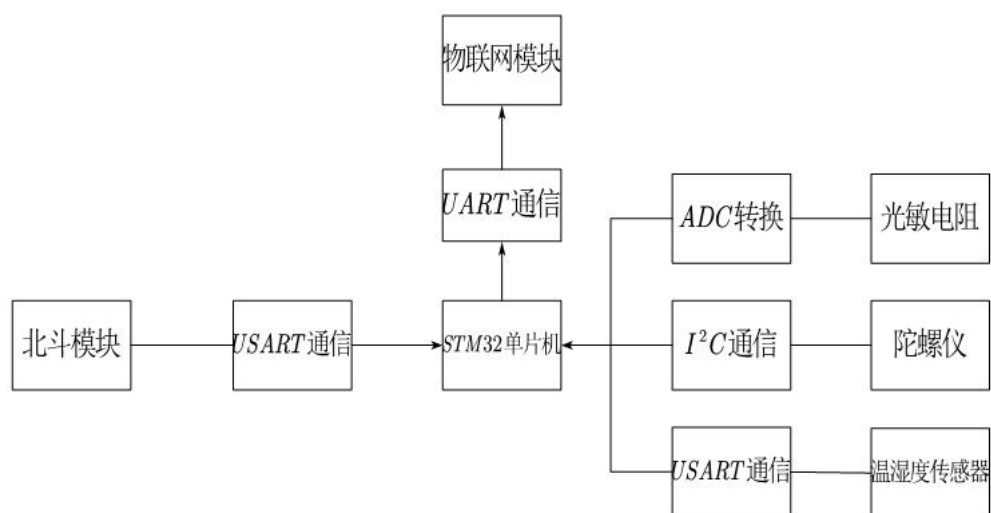 物联网模块
UART通信
ADC转换
光敏电阻
北斗模块
USART通信
STM32单片机
I²C通信
陀螺仪
USART通信
温湿度传感器